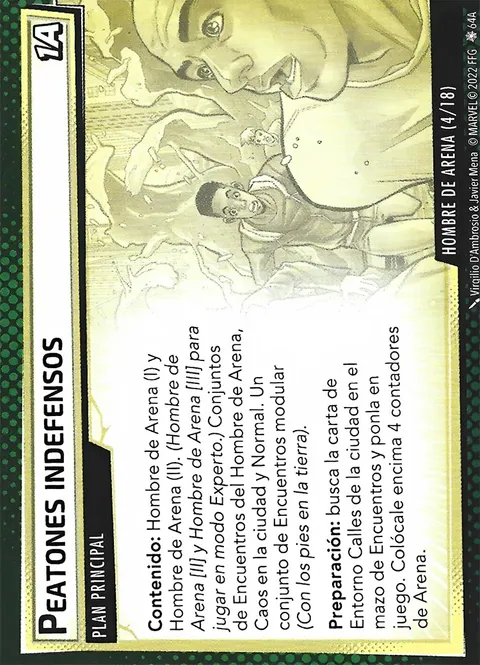 PEATONES INDEFENSOS
1A
PLAN PRINCIPAL
Contenido: Hombre de Arena (I) y
Hombre de Arena (II), (Hombre de
Arena [II] y Hombre de Arena [III] para
jugar en modo Experto.) Conjuntos
de Encuentros del Hombre de Arena,
Caos en la ciudad y Normal. Un
conjunto de Encuentros modular
(Con los pies en la tierra).
Preparación: busca la carta de
Entorno Calles de la ciudad en el
mazo de Encuentros y ponla en
juego. Colócale encima 4 contadores
de Arena.
HOMBRE DE ARENA (4/18)
Virgilio D'Ambrosio & Javier Mena © MARVEL © 2022 FFG 64A